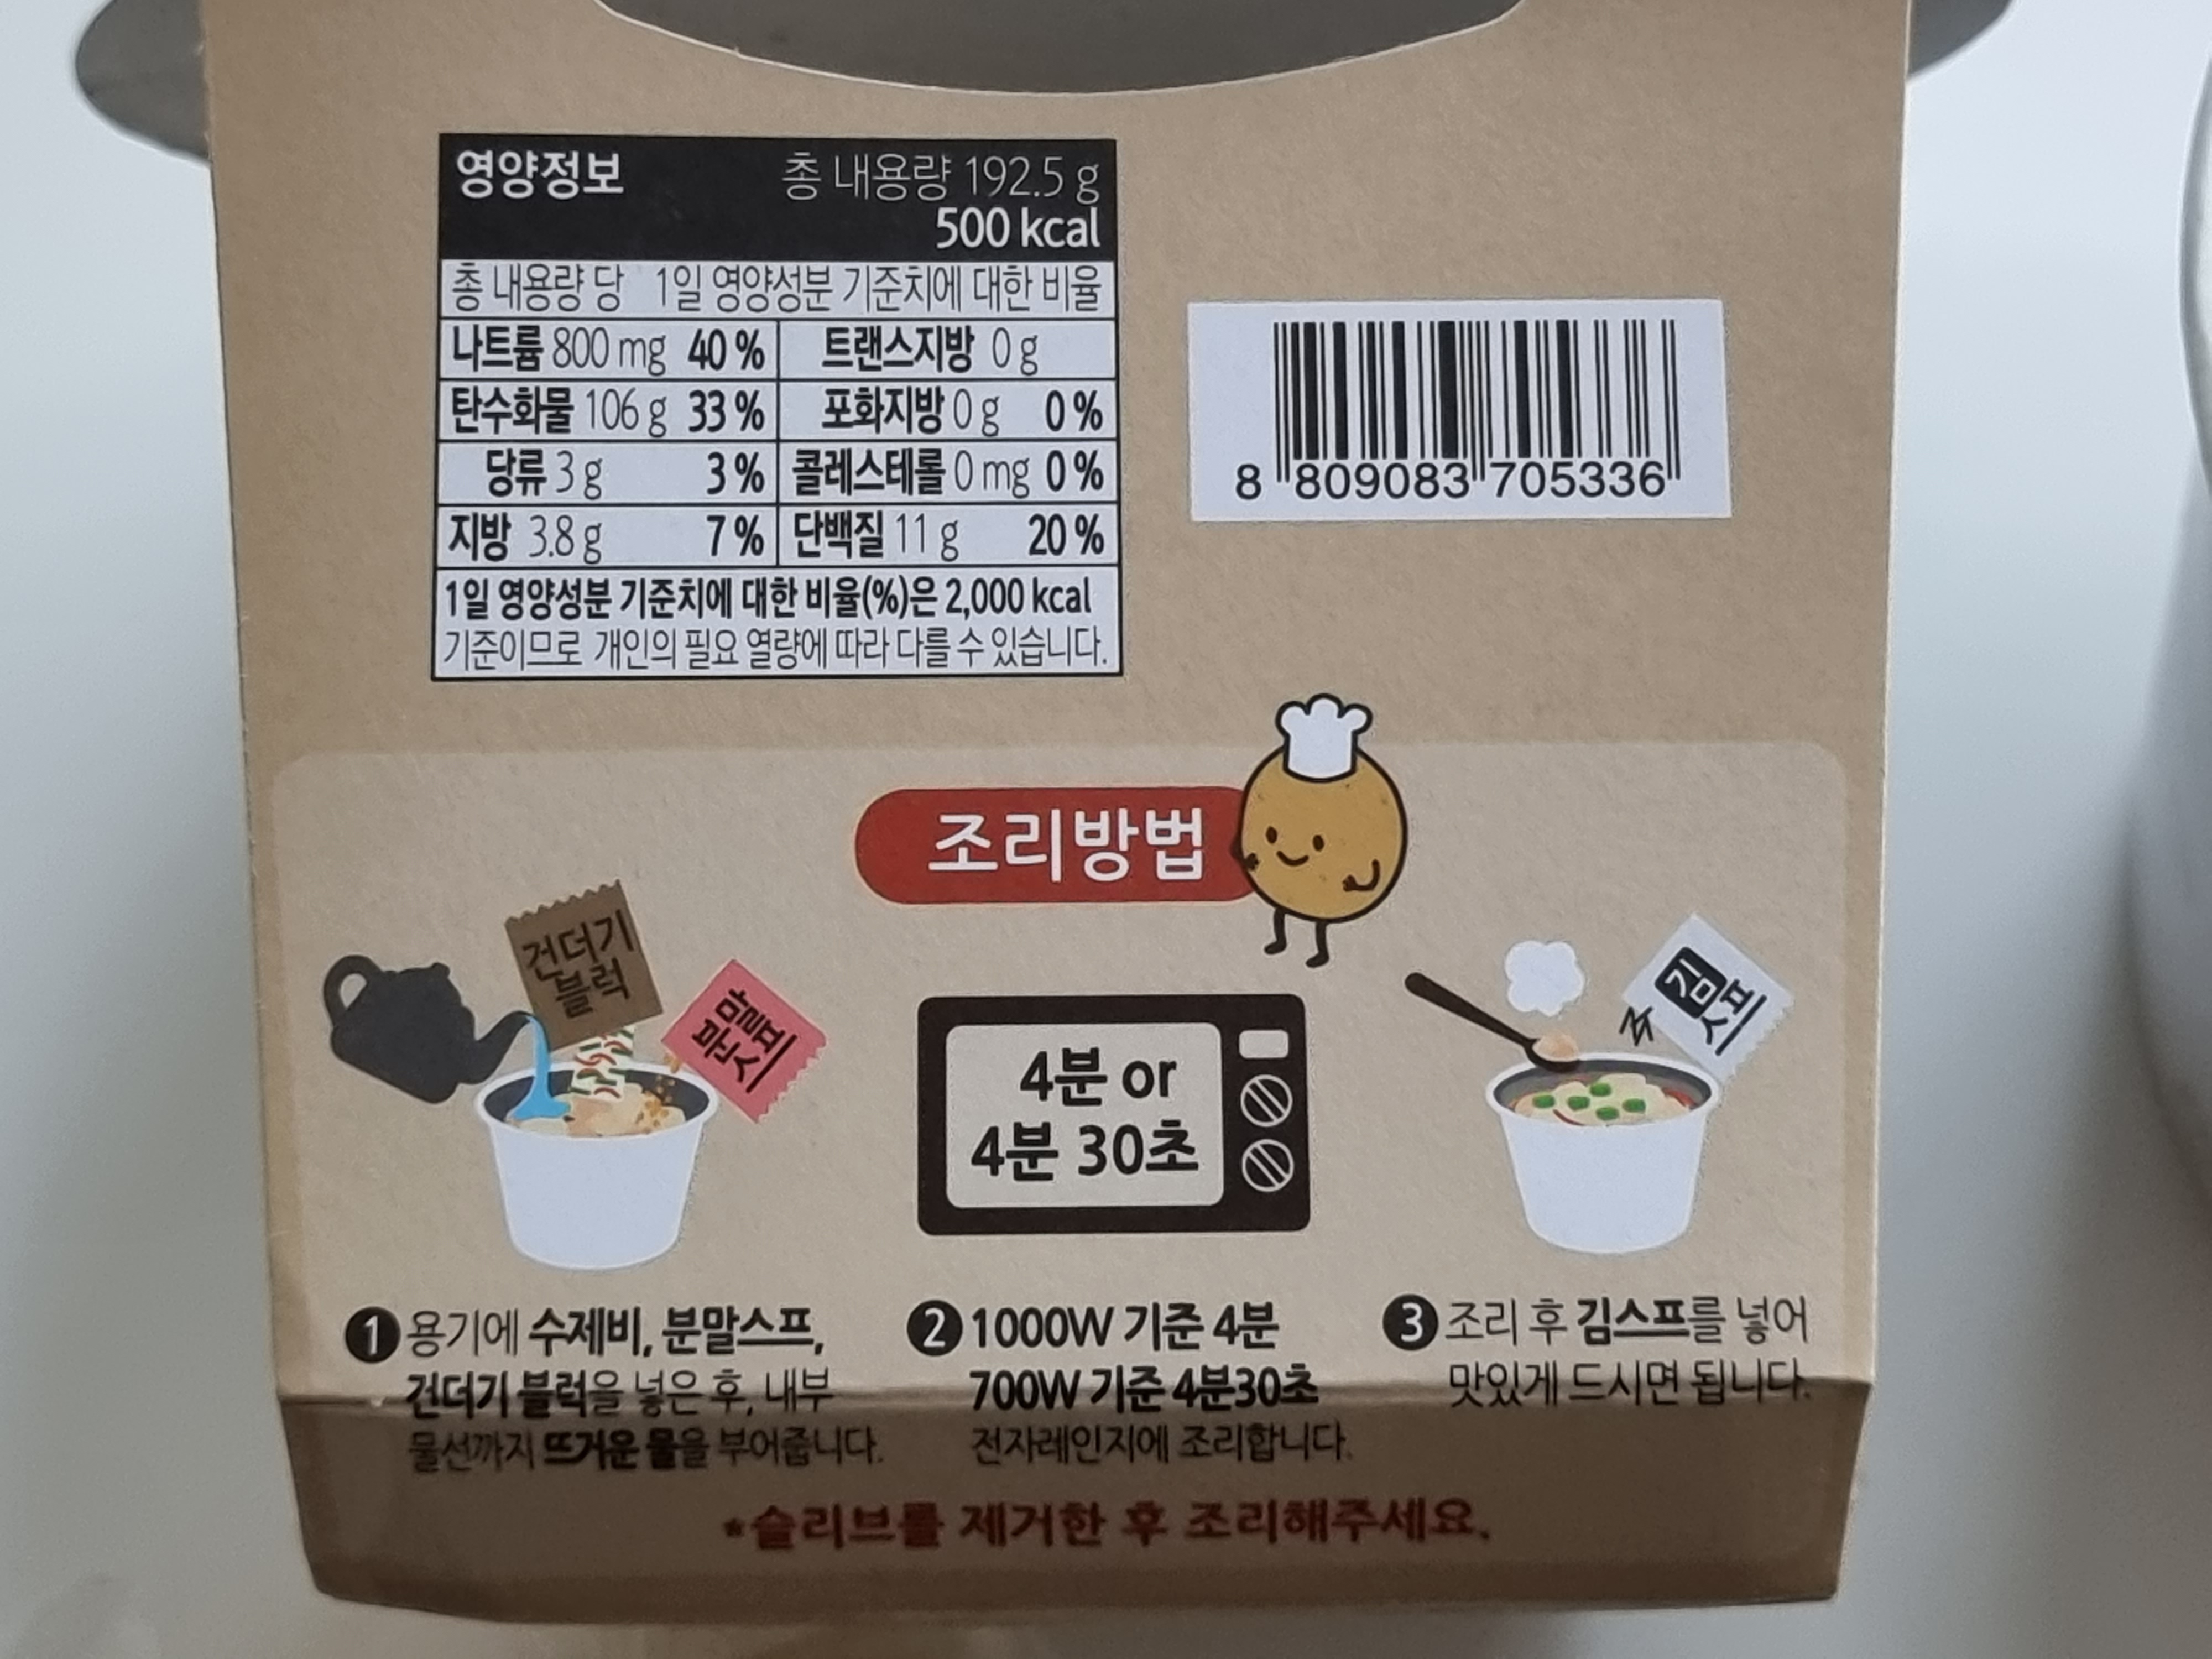 영양정보 총 내용량 192.5 g
500 kcal
총 내용량 당 1일 영양성분 기준치에 대한 비율
나트륨 800 mg 40 % 트랜스지방 0 g
탄수화물 106 g 33 % 포화지방 0 g 0 %
당류 3 g 3 % 콜레스테롤 0 mg 0 %
지방 3.8 g 7 % 단백질 11 g 20 %
1일 영양성분 기준치에 대한 비율(%)은 2,000 kcal
기준이므로 개인의 필요 열량에 따라 다를 수 있습니다.
8 809083 705336
조리방법
건더기
블럭
분말
스프
4분 or
4분 30초
김
스프
1 용기에 수제비, 분말스프,
건더기 블럭을 넣은 후, 내부
물선까지 뜨거운 물을 부어줍니다.
2 1000W 기준 4분
700W 기준 4분30초
전자레인지에 조리합니다.
3 조리 후 김스프를 넣어
맛있게 드시면 됩니다.
*슬리브를 제거한 후 조리해주세요.